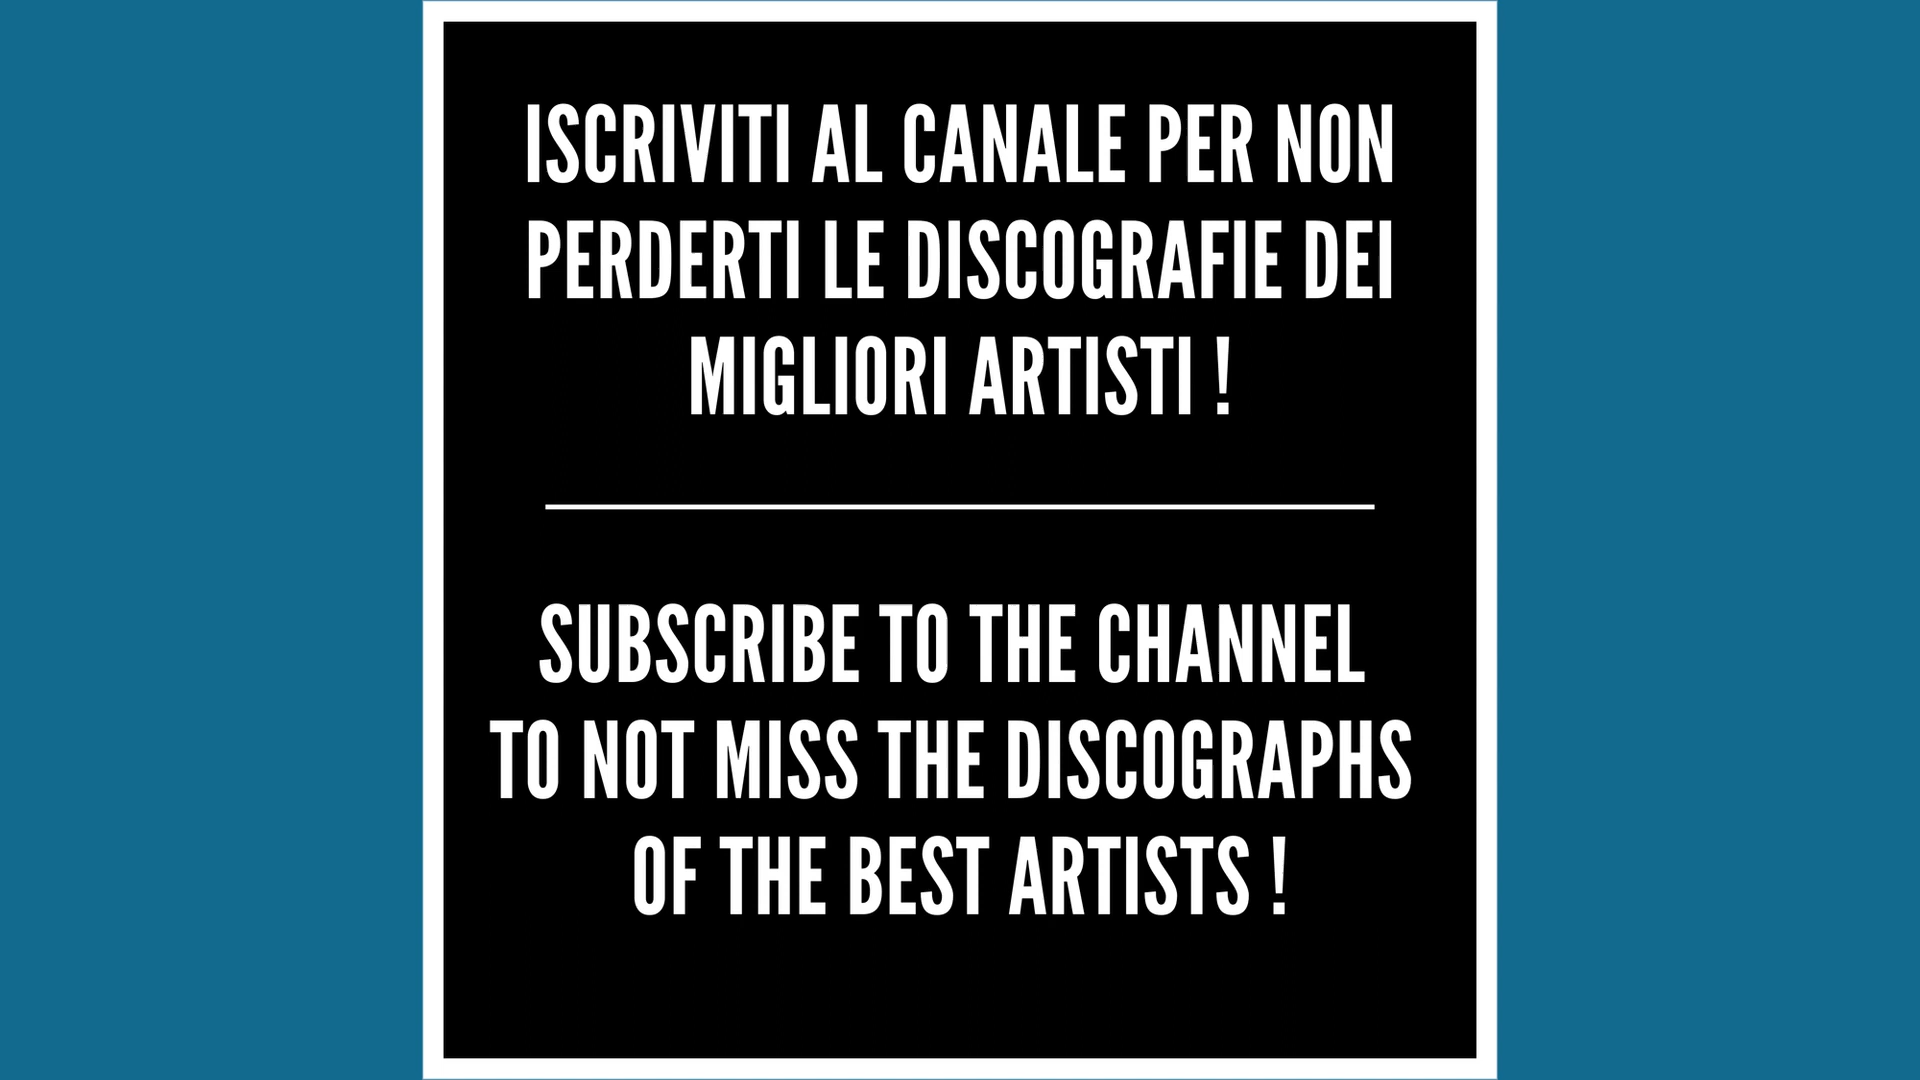 ISCRIVITI AL CANALE PER NON
PERDERTI LE DISCOGRAFIE DEI
MIGLIORI ARTISTI !
SUBSCRIBE TO THE CHANNEL
TO NOT MISS THE DISCOGRAPHS
OF THE BEST ARTISTS !